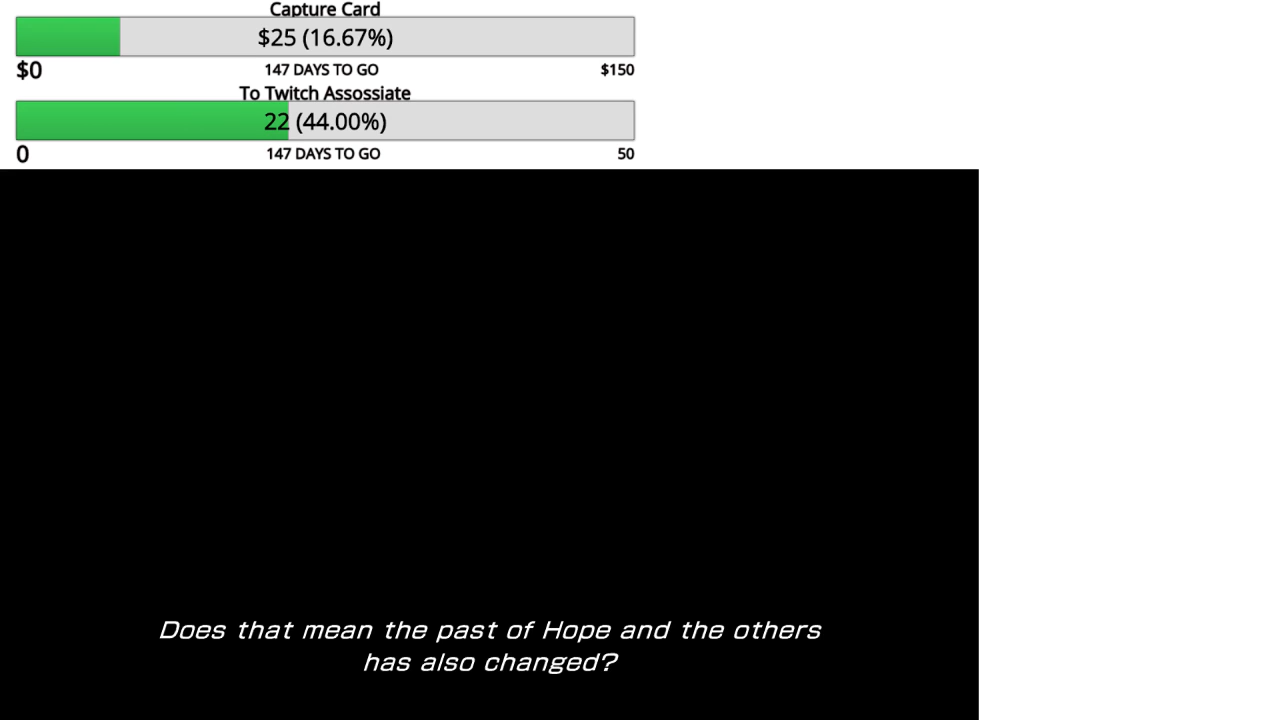 Capture Card
$25 (16.67%)
$0 147 DAYS TO GO $150
To Twitch Assossiate
22 (44.00%)
0 147 DAYS TO GO 50
Does that mean the past of Hope and the others
has also changed?